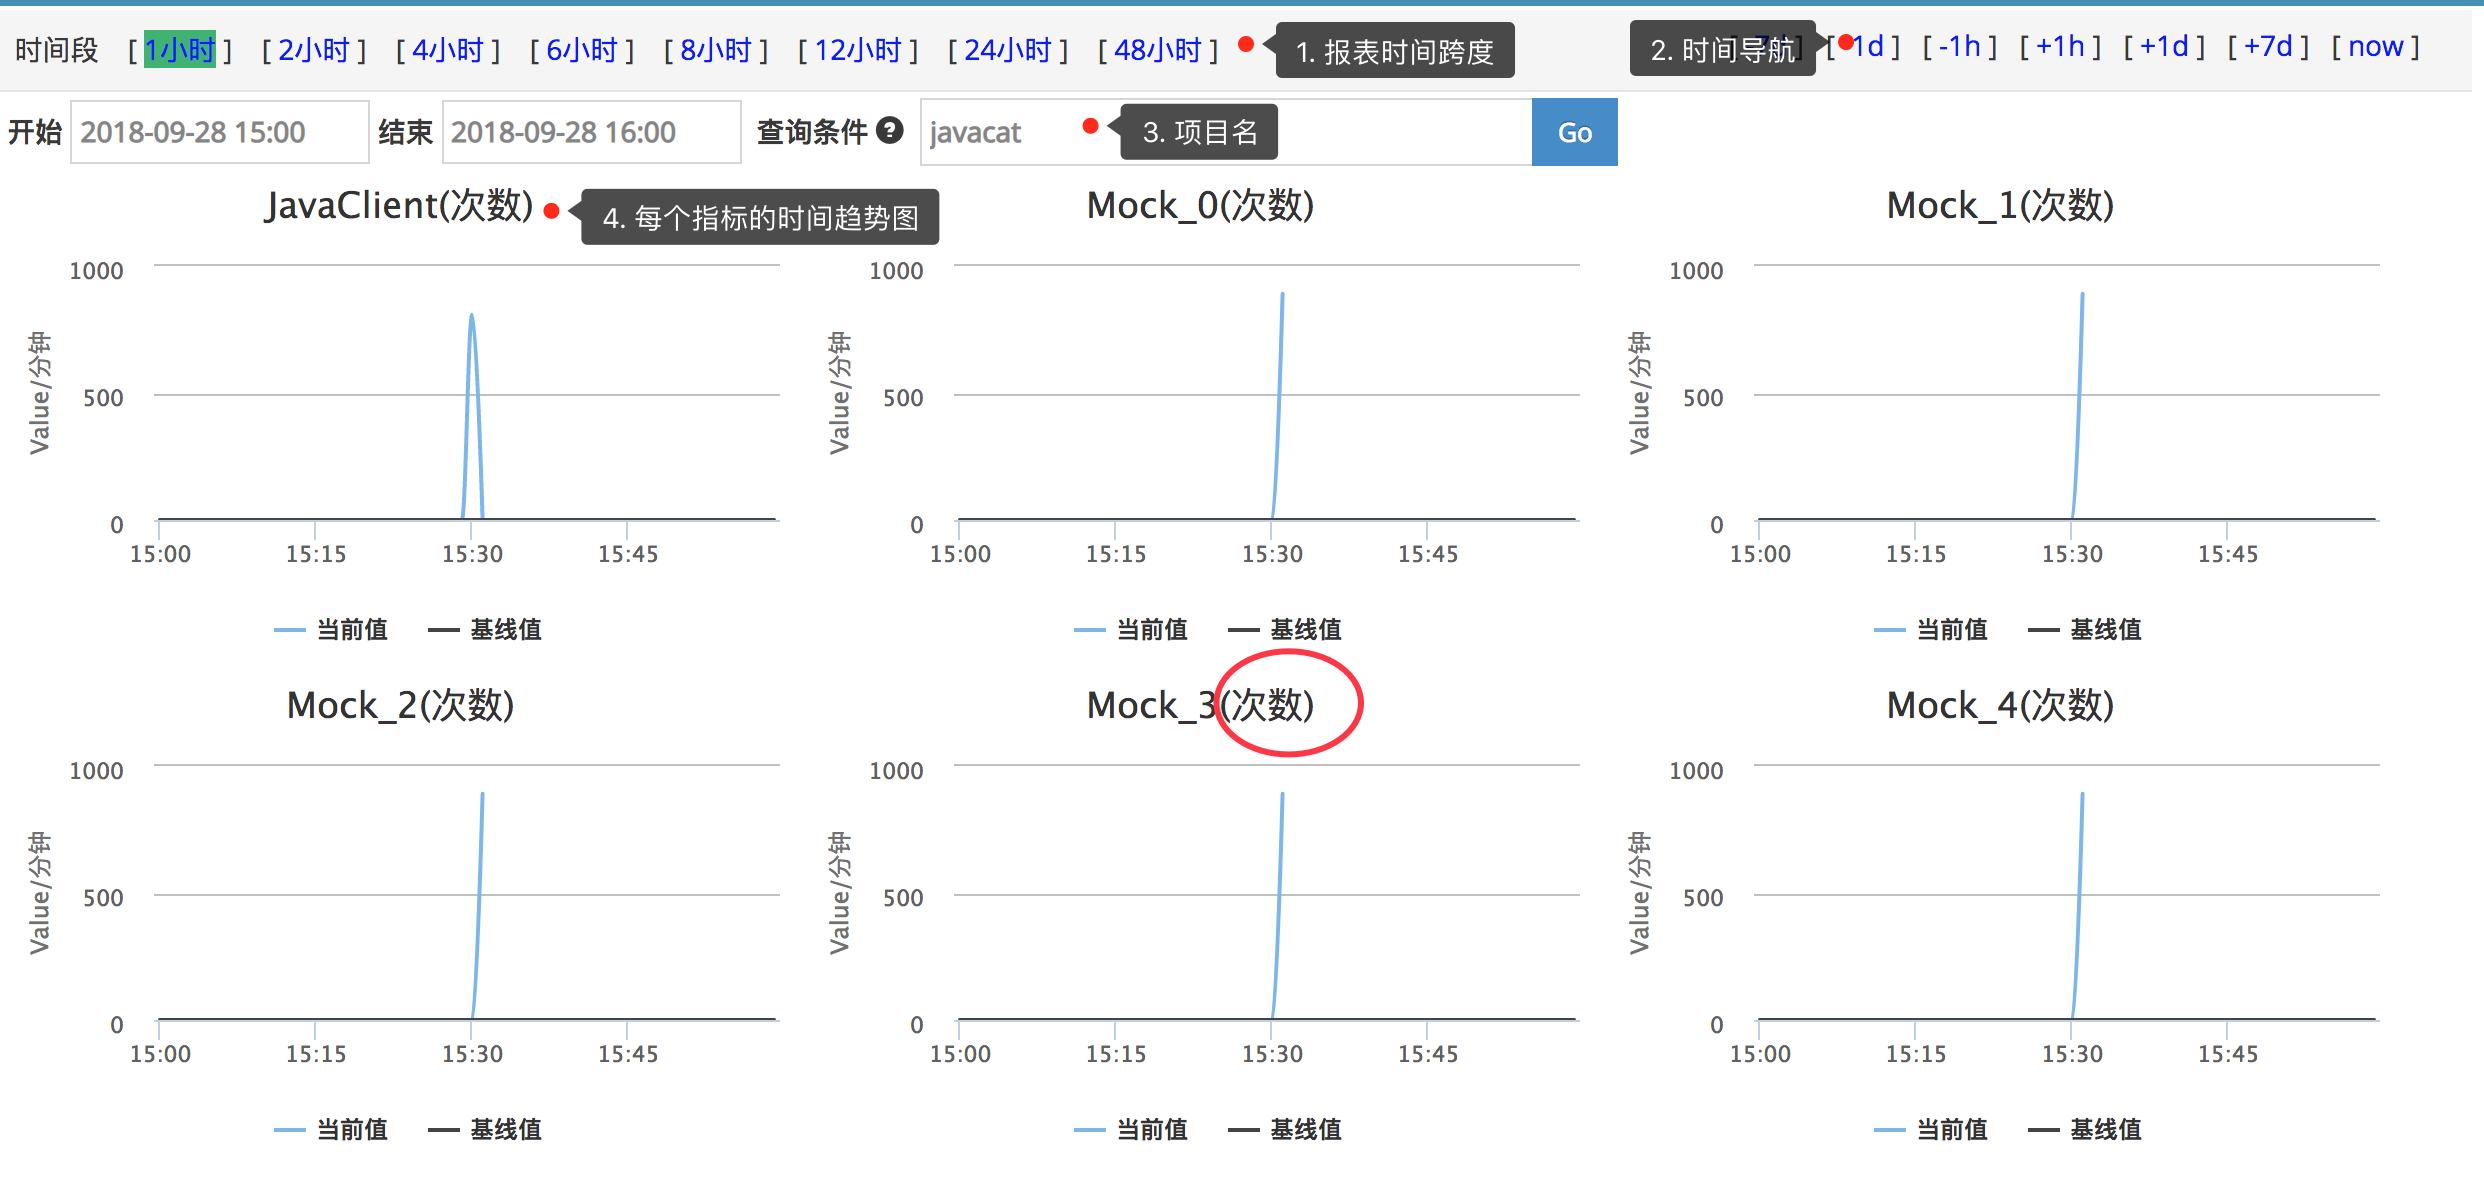 时间段 [ 1小时 ] [ 2小时 ] [ 4小时 ] [ 6小时 ] [ 8小时 ] [ 12小时 ] [ 24小时 ] [ 48小时 ] 1. 报表时间跨度 2. 时间导航 1d ] [ -1h ] [ +1h ] [ +1d ] [ +7d ] [ now ]
开始 2018-09-28 15:00 结束 2018-09-28 16:00 查询条件 ? javacat 3. 项目名 Go
JavaClient(次数) 4. 每个指标的时间趋势图
1000
500
0
Value/分钟
15:00 15:15 15:30 15:45
当前值 基线值
Mock_0(次数)
1000
500
0
Value/分钟
15:00 15:15 15:30 15:45
当前值 基线值
Mock_1(次数)
1000
500
0
Value/分钟
15:00 15:15 15:30 15:45
当前值 基线值
Mock_2(次数)
1000
500
0
Value/分钟
15:00 15:15 15:30 15:45
当前值 基线值
Mock_3(次数)
1000
500
0
Value/分钟
15:00 15:15 15:30 15:45
当前值 基线值
Mock_4(次数)
1000
500
0
Value/分钟
15:00 15:15 15:30 15:45
当前值 基线值